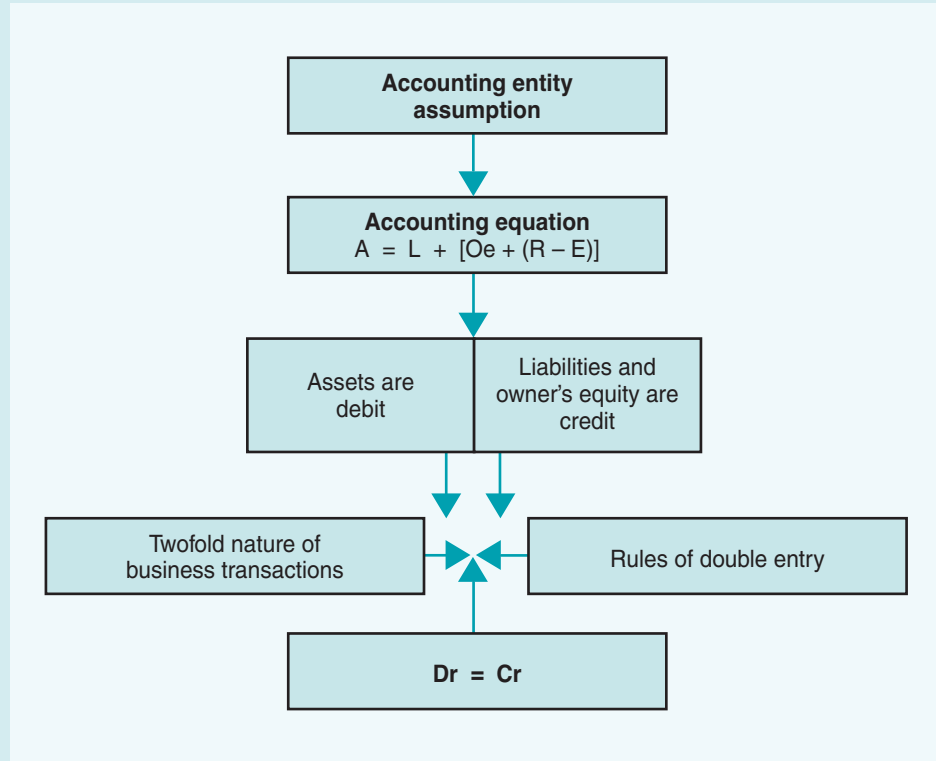 Accounting entity
assumption
Accounting equation
A = L + [Oe + (R – E)]
Assets are
debit
Liabilities and
owner’s equity are
credit
Twofold nature of
business transactions
Rules of double entry
Dr = Cr